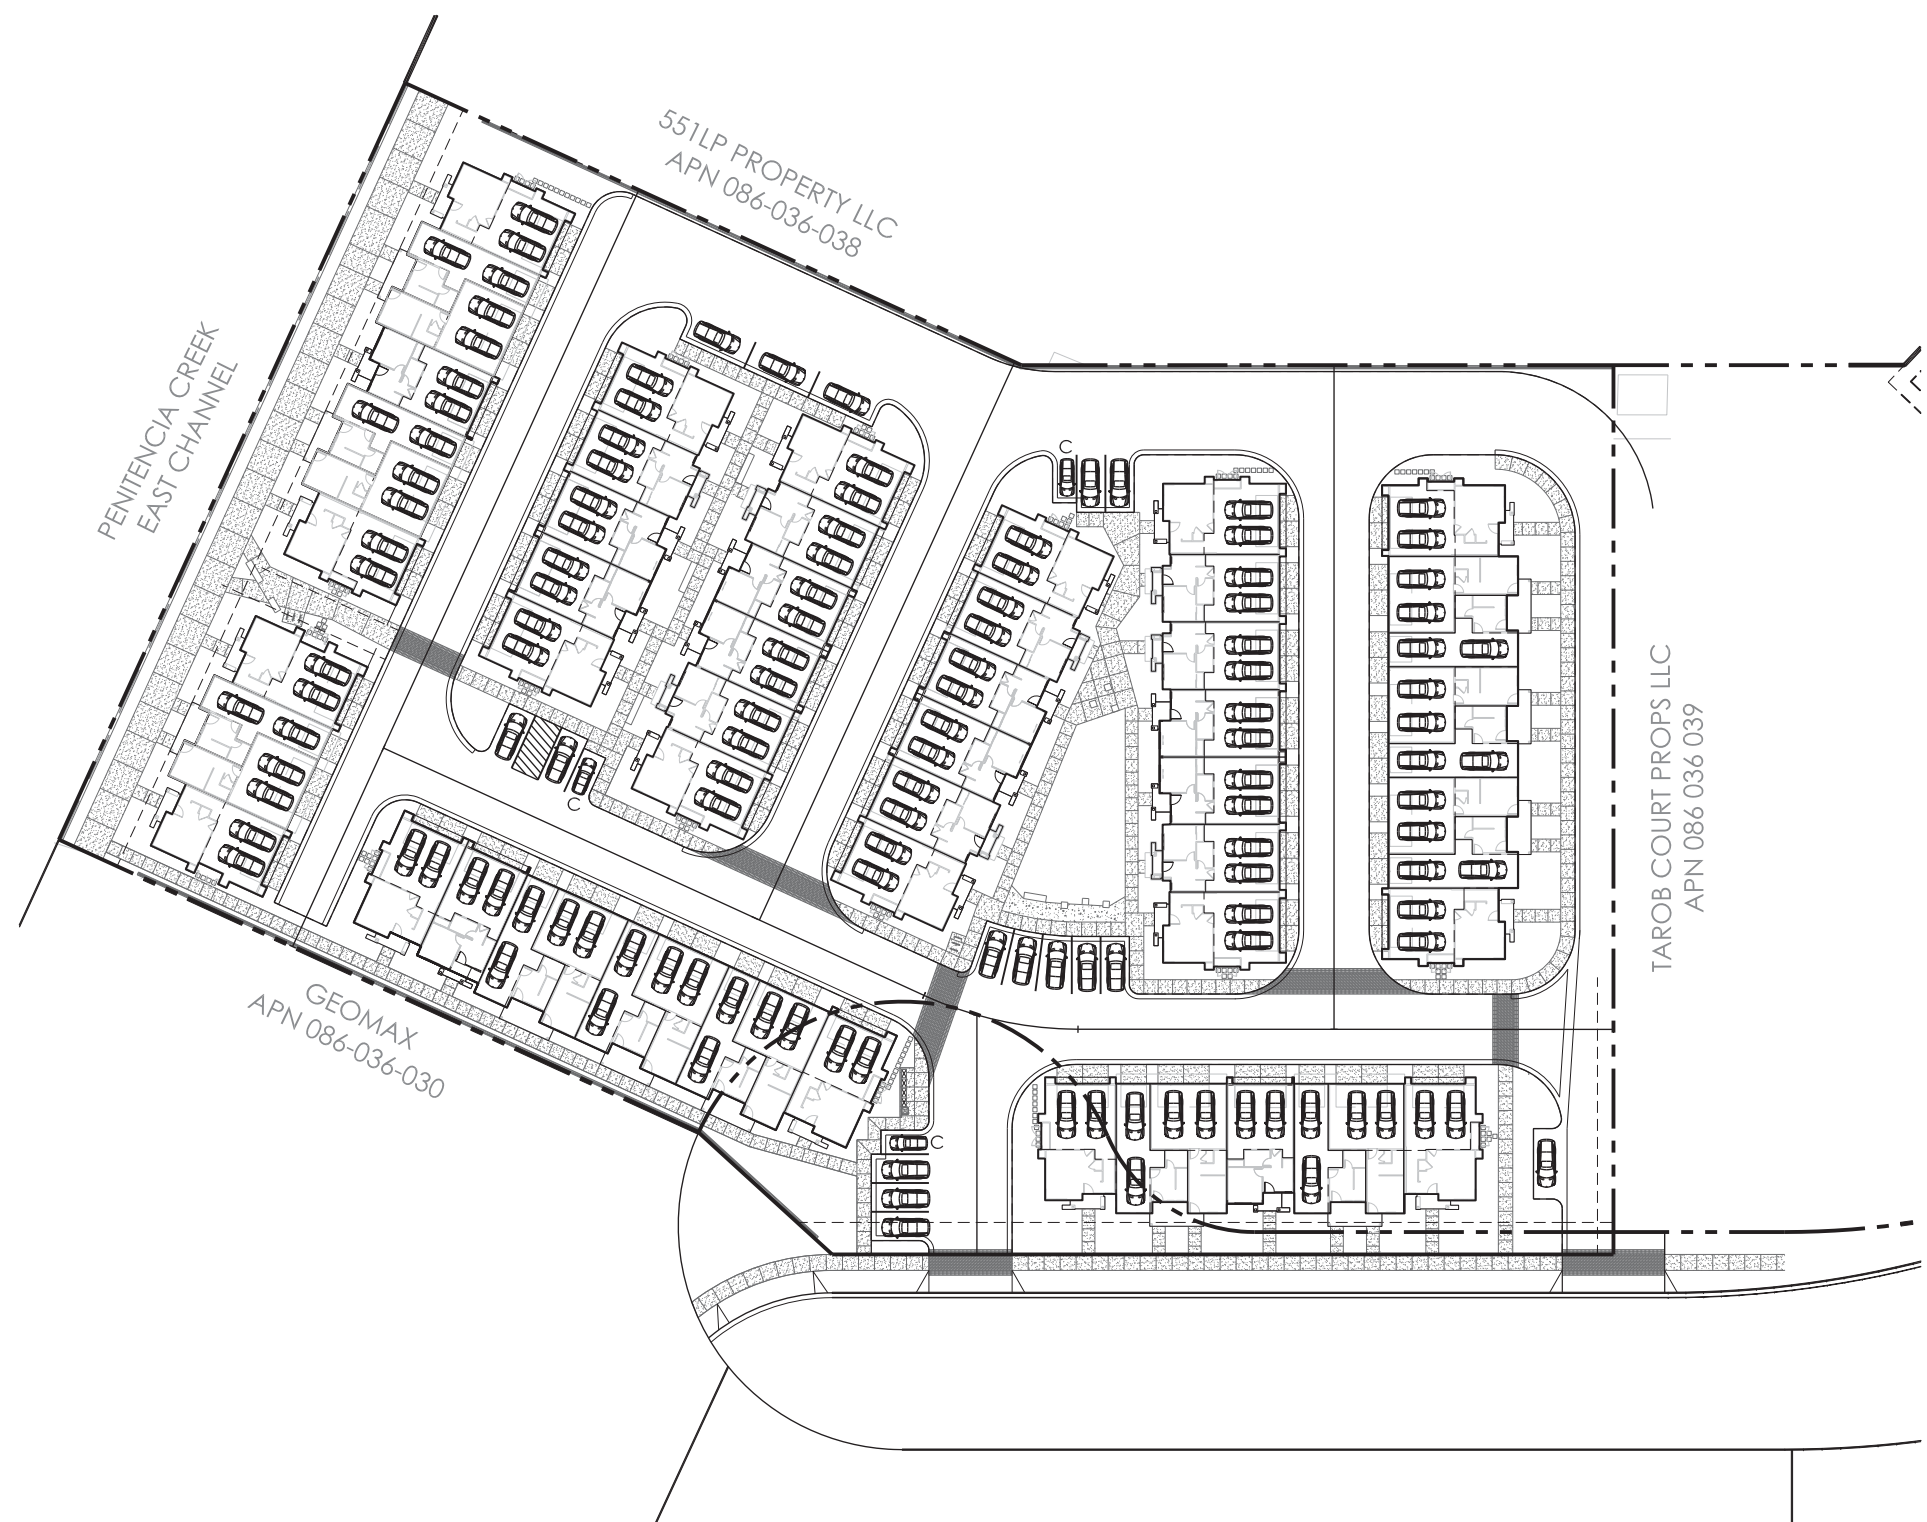 551LP PROPERTY LLC
APN 086-036-038
PENITENCIA CREEK
EAST CHANNEL
C
C
TAROB COURT PROPS LLC
APN 086 036 039
GEOMAX
APN 086-036-030
C